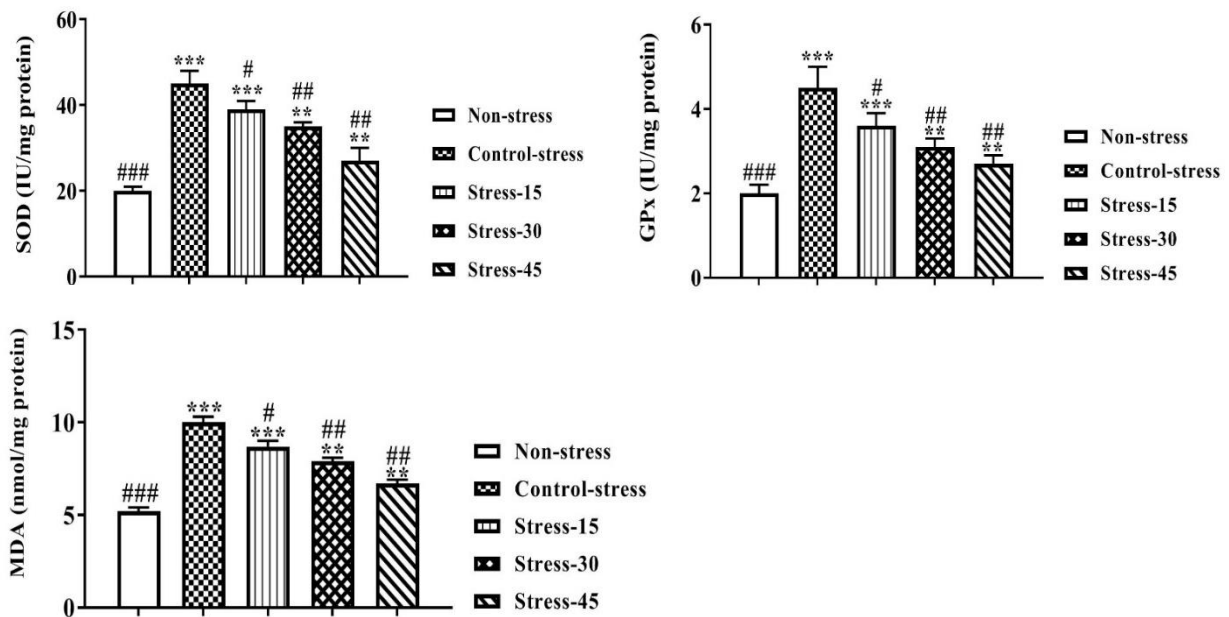 SOD (IU/mg protein)
60
40
20
0
###
***
#
***
##
**
##
**
Non-stress
Control-stress
Stress-15
Stress-30
Stress-45
GPx (IU/mg protein)
6
4
2
0
###
***
#
***
##
**
##
**
Non-stress
Control-stress
Stress-15
Stress-30
Stress-45
MDA (nmol/mg protein)
15
10
5
0
###
***
#
***
##
**
##
**
Non-stress
Control-stress
Stress-15
Stress-30
Stress-45